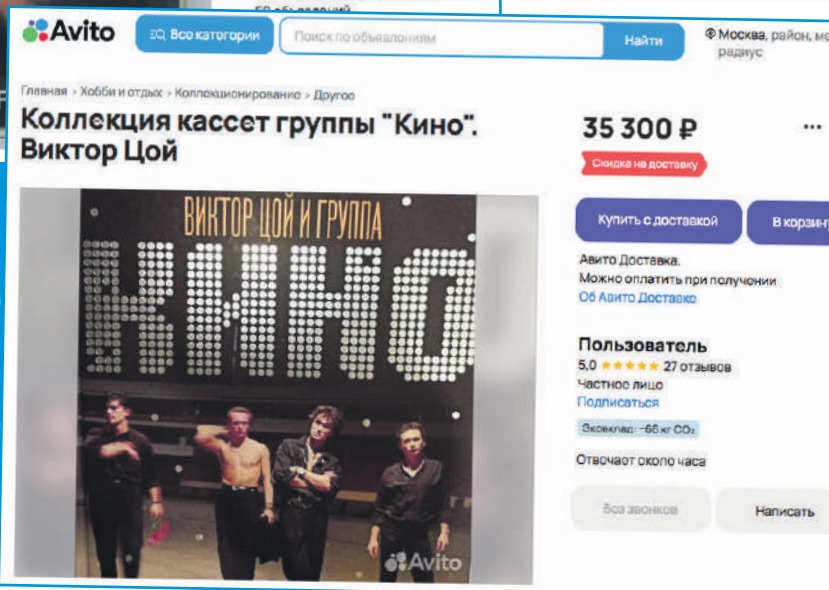 Avito
Все категории
Поиск по объявлениям
Найти
Москва, район,
радиус
Главная > Хобби и отдых > Коллекционирование > Другое
Коллекция кассет группы "Кино".
Виктор Цой
35 300 ₽
Скидка на доставку
Купить с доставкой
В корзину
Авито Доставка.
Можно оплатить при получении
Об Авито Доставке
Пользователь
5,0 ★★★★★ 27 отзывов
Частное лицо
Подписаться
Эковклад: -66 кг CO₂
Отвечает около часа
Без звонков
Написать
ВИКТОР ЦОЙ И ГРУППА
КИНО
Avito